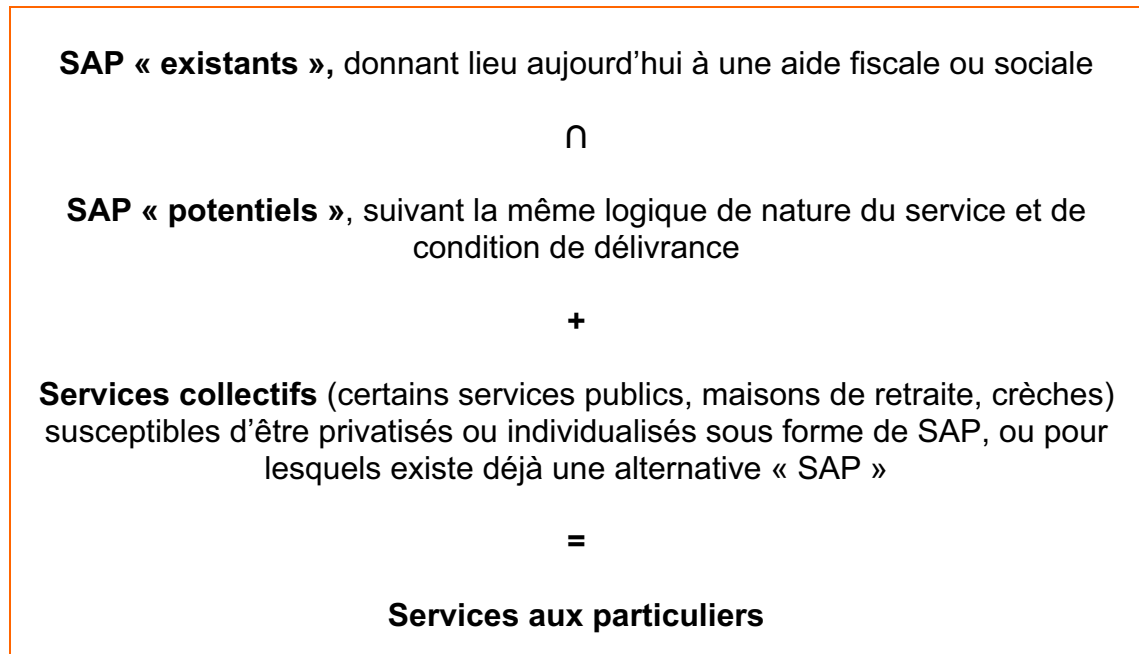 SAP « existants », donnant lieu aujourd’hui à une aide fiscale ou sociale
∩
SAP « potentiels », suivant la même logique de nature du service et de
condition de délivrance
+
Services collectifs (certains services publics, maisons de retraite, crèches)
susceptibles d’être privatisés ou individualisés sous forme de SAP, ou pour
lesquels existe déjà une alternative « SAP »
=
Services aux particuliers